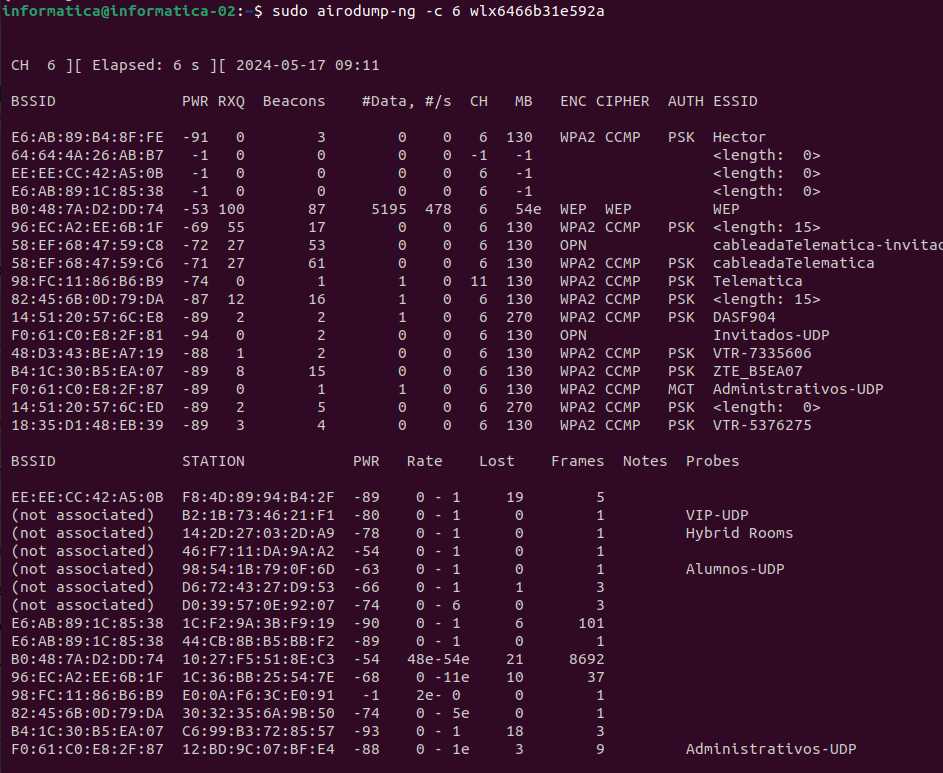 informatica@informatica-02:~$ sudo airodump-ng -c 6 wlx6466b31e592a
CH  6 ][ Elapsed: 6 s ][ 2024-05-17 09:11
BSSID              PWR RXQ  Beacons    #Data, #/s  CH   MB   ENC CIPHER  AUTH ESSID
E6:AB:89:B4:8F:FE  -91   0        3        0    0   6  130   WPA2 CCMP   PSK  Hector
64:64:4A:26:AB:B7   -1   0        0        0    0  -1   -1                    <length:  0>
EE:EE:CC:42:A5:0B   -1   0        0        0    0   6   -1                    <length:  0>
E6:AB:89:1C:85:38   -1   0        0        0    0   6   -1                    <length:  0>
B0:48:7A:D2:DD:74  -53 100       87     5195  478   6   54e  WEP  WEP         WEP
96:EC:A2:EE:6B:1F  -69  55       17        0    0   6  130   WPA2 CCMP   PSK  <length: 15>
58:EF:68:47:59:C8  -72  27       53        0    0   6  130   OPN              cableadaTelematica-invitad
58:EF:68:47:59:C6  -71  27       61        0    0   6  130   WPA2 CCMP   PSK  cableadaTelematica
98:FC:11:86:B6:B9  -74   0        1        1    0  11  130   WPA2 CCMP   PSK  Telematica
82:45:6B:0D:79:DA  -87  12       16        1    0   6  130   WPA2 CCMP   PSK  <length: 15>
14:51:20:57:6C:E8  -89   2        2        1    0   6  270   WPA2 CCMP   PSK  DASF904
F0:61:C0:E8:2F:81  -94   0        2        0    0   6  130   OPN              Invitados-UDP
48:D3:43:BE:A7:19  -88   1        2        0    0   6  130   WPA2 CCMP   PSK  VTR-7335606
B4:1C:30:B5:EA:07  -89   8       15        0    0   6  130   WPA2 CCMP   PSK  ZTE_B5EA07
F0:61:C0:E8:2F:87  -89   0        1        1    0   6  130   WPA2 CCMP   MGT  Administrativos-UDP
14:51:20:57:6C:ED  -89   2        5        0    0   6  270   WPA2 CCMP   PSK  <length:  0>
18:35:D1:48:EB:39  -89   3        4        0    0   6  130   WPA2 CCMP   PSK  VTR-5376275
BSSID              STATION            PWR   Rate    Lost    Frames  Notes  Probes
EE:EE:CC:42:A5:0B  F8:4D:89:94:B4:2F  -89    0 - 1     19        5
(not associated)   B2:1B:73:46:21:F1  -80    0 - 1      0        1         VIP-UDP
(not associated)   14:2D:27:03:2D:A9  -78    0 - 1      0        1         Hybrid Rooms
(not associated)   46:F7:11:DA:9A:A2  -54    0 - 1      0        1
(not associated)   98:54:1B:79:0F:6D  -63    0 - 1      0        1         Alumnos-UDP
(not associated)   D6:72:43:27:D9:53  -66    0 - 1      1        3
(not associated)   D0:39:57:0E:92:07  -74    0 - 6      0        3
E6:AB:89:1C:85:38  1C:F2:9A:3B:F9:19  -90    0 - 1      6      101
E6:AB:89:1C:85:38  44:CB:8B:B5:BB:F2  -89    0 - 1      0        1
B0:48:7A:D2:DD:74  10:27:F5:51:8E:C3  -54   48e-54e    21     8692
96:EC:A2:EE:6B:1F  1C:36:BB:25:54:7E  -68    0 -11e    10       37
98:FC:11:86:B6:B9  E0:0A:F6:3C:E0:91   -1    2e- 0      0        1
82:45:6B:0D:79:DA  30:32:35:6A:9B:50  -74    0 - 5e     0        1
B4:1C:30:B5:EA:07  C6:99:B3:72:85:57  -93    0 - 1     18        3
F0:61:C0:E8:2F:87  12:BD:9C:07:BF:E4  -88    0 - 1e     3        9         Administrativos-UDP